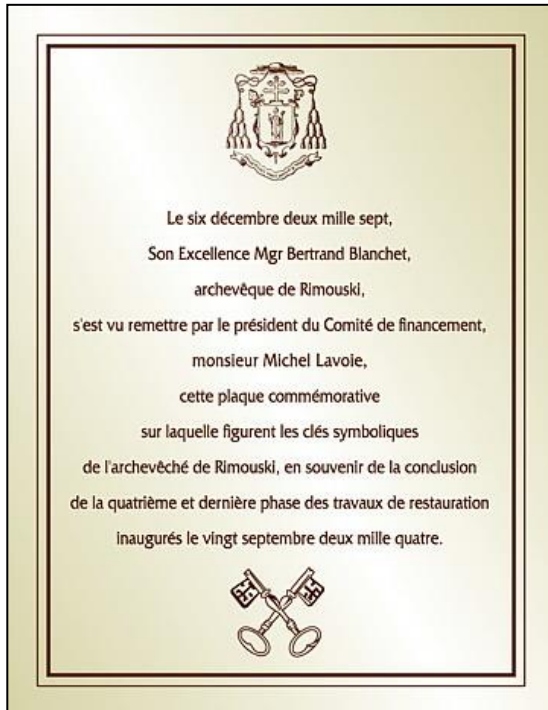 Le six décembre deux mille sept,
Son Excellence Mgr Bertrand Blanchet,
archevêque de Rimouski,
s'est vu remettre par le président du Comité de financement,
monsieur Michel Lavoie,
cette plaque commémorative
sur laquelle figurent les clés symboliques
de l'archevêché de Rimouski, en souvenir de la conclusion
de la quatrième et dernière phase des travaux de restauration
inaugurés le vingt septembre deux mille quatre.